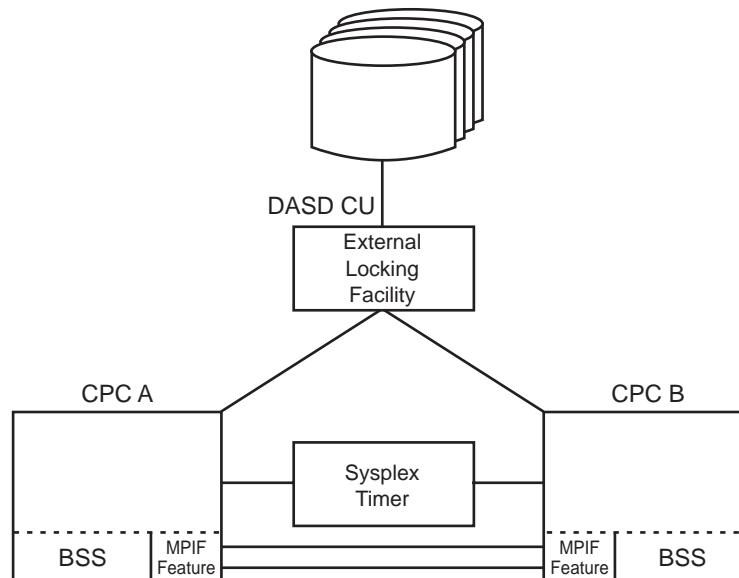 DASD CU
External
Locking
Facility
CPC A
CPC B
Sysplex
Timer
BSS
MPIF
Feature
MPIF
Feature
BSS